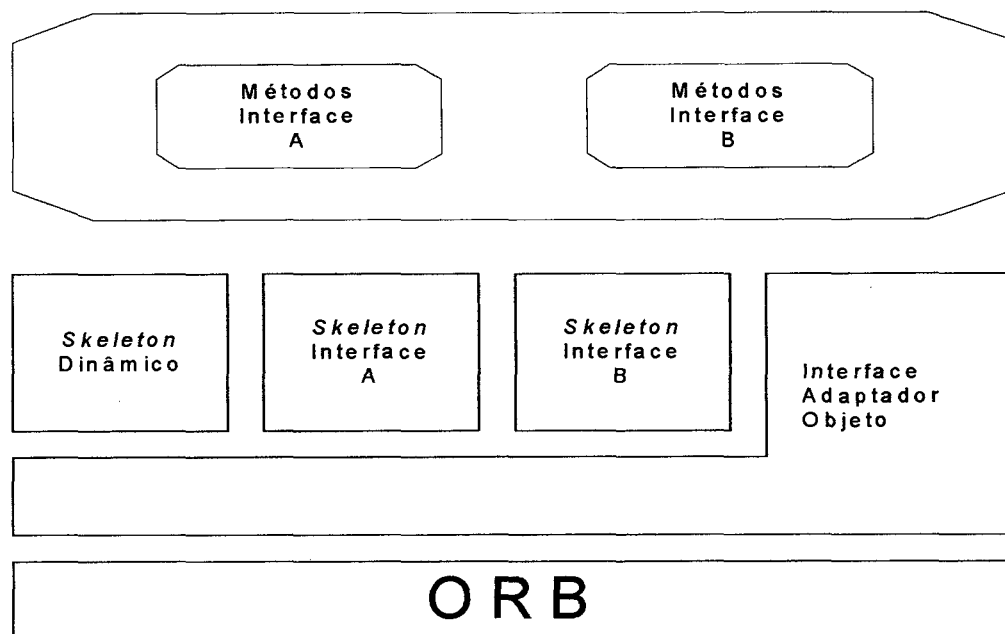 Métodos
Interface
A
Métodos
Interface
B
Skeleton
Dinâmico
Skeleton
Interface
A
Skeleton
Interface
B
Interface
Adaptador
Objeto
ORB